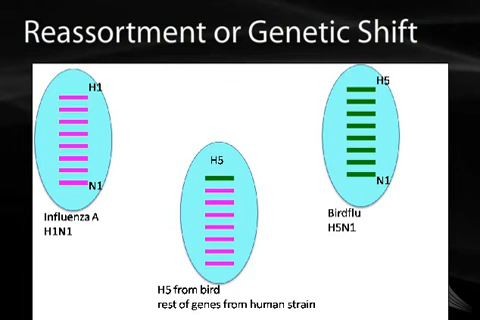 Reassortment or Genetic Shift
H1
N1
Influenza A
H1N1
H5
H5 from bird
rest of genes from human strain
H5
N1
Birdflu
H5N1